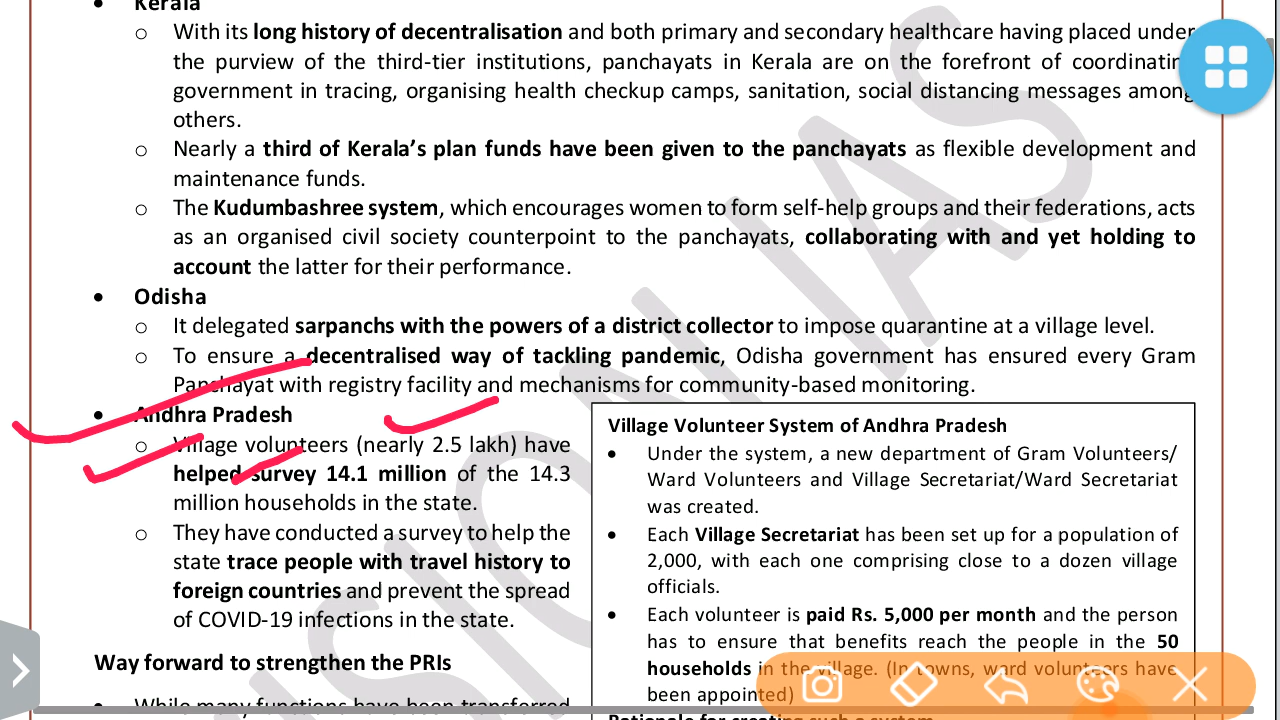 Kerala
With its long history of decentralisation and both primary and secondary healthcare having placed under
the purview of the third-tier institutions, panchayats in Kerala are on the forefront of coordinating
government in tracing, organising health checkup camps, sanitation, social distancing messages among
others.
Nearly a third of Kerala’s plan funds have been given to the panchayats as flexible development and
maintenance funds.
The Kudumbashree system, which encourages women to form self-help groups and their federations, acts
as an organised civil society counterpoint to the panchayats, collaborating with and yet holding to
account the latter for their performance.
Odisha
It delegated sarpanchs with the powers of a district collector to impose quarantine at a village level.
To ensure a decentralised way of tackling pandemic, Odisha government has ensured every Gram
Panchayat with registry facility and mechanisms for community-based monitoring.
Andhra Pradesh
Village volunteers (nearly 2.5 lakh) have
helped survey 14.1 million of the 14.3
million households in the state.
They have conducted a survey to help the
state trace people with travel history to
foreign countries and prevent the spread
of COVID-19 infections in the state.
Way forward to strengthen the PRIs
While many functions have been transferred
Village Volunteer System of Andhra Pradesh
Under the system, a new department of Gram Volunteers/
Ward Volunteers and Village Secretariat/Ward Secretariat
was created.
Each Village Secretariat has been set up for a population of
2,000, with each one comprising close to a dozen village
officials.
Each volunteer is paid Rs. 5,000 per month and the person
has to ensure that benefits reach the people in the 50
households in the village. (In towns, ward volunteers have
been appointed)
Rationale for creating such a system
VISION IAS